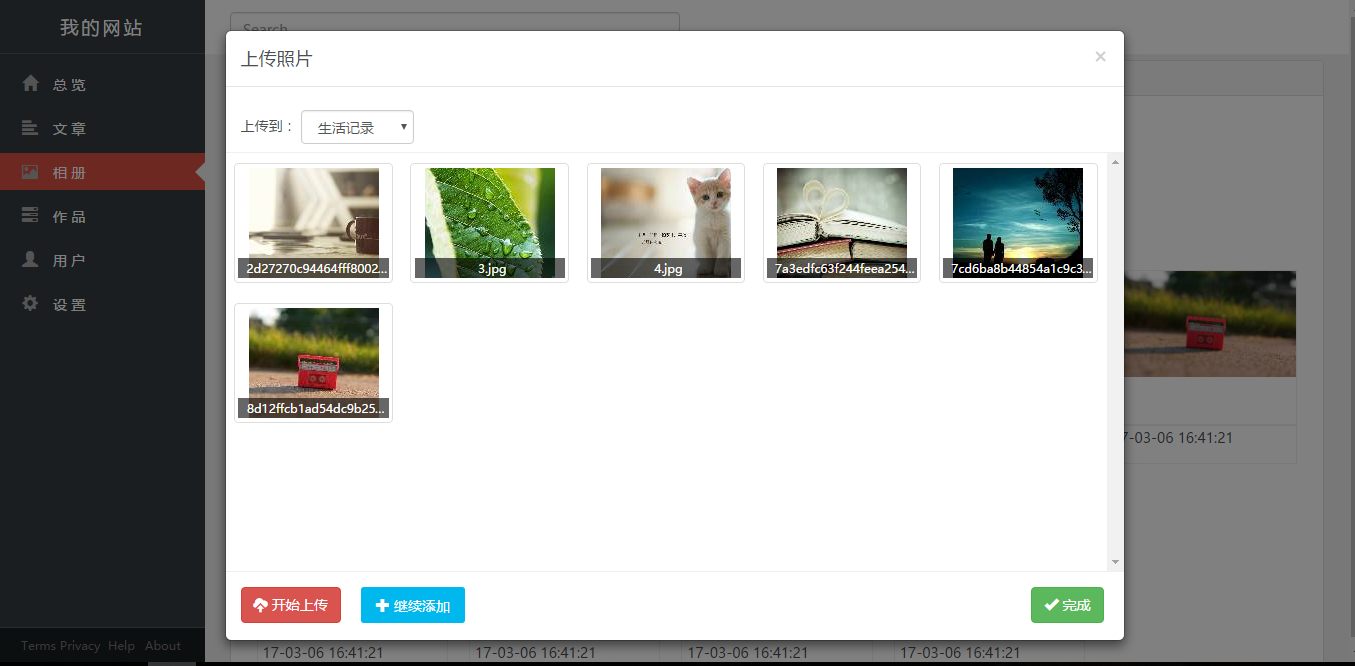 我的网站
Search
总览
文章
相册
作品
用户
设置
Terms Privacy Help About
上传照片
×
上传到：
生活记录
2d27270c94464fff8002...
3.jpg
4.jpg
7a3edfc63f244feea254...
7cd6ba8b44854a1c9c3...
8d12ffcb1ad54dc9b25...
开始上传
继续添加
完成
7-03-06 16:41:21
17-03-06 16:41:21
17-03-06 16:41:21
17-03-06 16:41:21
17-03-06 16:41:21